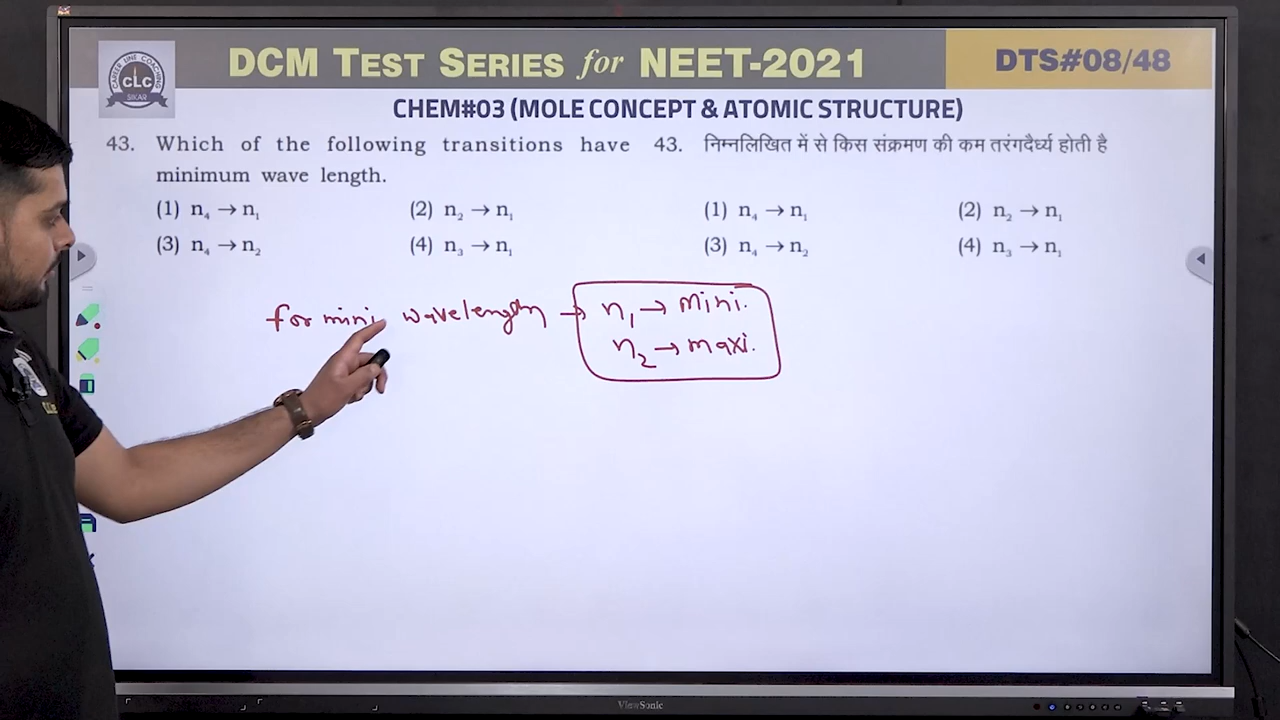 DCM TEST SERIES for NEET-2021
DTS#08/48
CAREER LINE COACHING
CLC
SIKAR
CHEM#03 (MOLE CONCEPT & ATOMIC STRUCTURE)
43. Which of the following transitions have
minimum wave length.
(1) n₄ → n₁ (2) n₂ → n₁
(3) n₄ → n₂ (4) n₃ → n₁
43. निम्नलिखित में से किस संक्रमण की कम तरंगदैर्ध्य होती है
(1) n₄ → n₁ (2) n₂ → n₁
(3) n₄ → n₂ (4) n₃ → n₁
for mini wavelength → n₁ → Mini.
n₂ → maxi.
ViewSonic